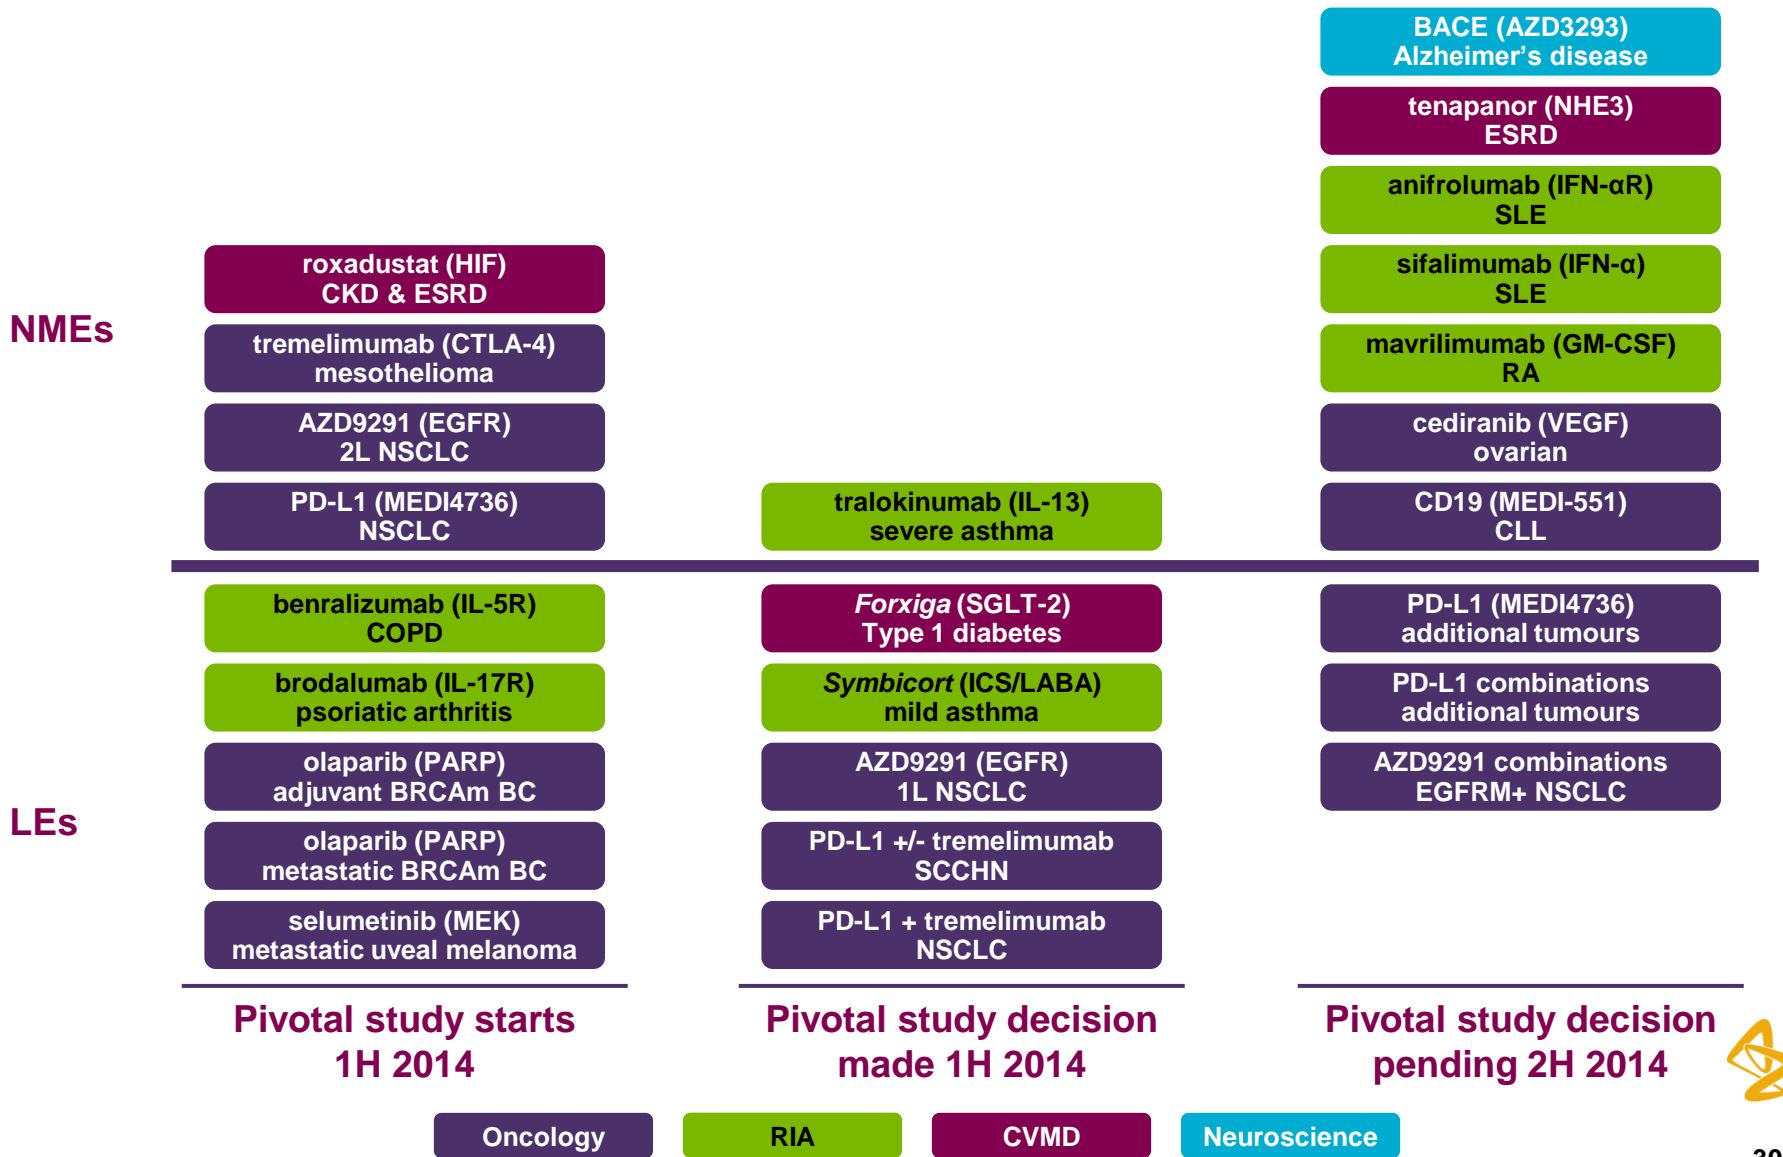 NMEs
roxadustat (HIF)
CKD & ESRD
tremelimumab (CTLA-4)
mesothelioma
AZD9291 (EGFR)
2L NSCLC
PD-L1 (MEDI4736)
NSCLC
tralokinumab (IL-13)
severe asthma
BACE (AZD3293)
Alzheimer's disease
tenapanor (NHE3)
ESRD
anifrolumab (IFN-αR)
SLE
sifalimumab (IFN-α)
SLE
mavrilimumab (GM-CSF)
RA
cediranib (VEGF)
ovarian
CD19 (MEDI-551)
CLL
LEs
benralizumab (IL-5R)
COPD
brodalumab (IL-17R)
psoriatic arthritis
olaparib (PARP)
adjuvant BRCAm BC
olaparib (PARP)
metastatic BRCAm BC
selumetinib (MEK)
metastatic uveal melanoma
Forxiga (SGLT-2)
Type 1 diabetes
Symbicort (ICS/LABA)
mild asthma
AZD9291 (EGFR)
1L NSCLC
PD-L1 +/- tremelimumab
SCCHN
PD-L1 + tremelimumab
NSCLC
PD-L1 (MEDI4736)
additional tumours
PD-L1 combinations
additional tumours
AZD9291 combinations
EGFRM+ NSCLC
Pivotal study starts
1H 2014
Pivotal study decision
made 1H 2014
Pivotal study decision
pending 2H 2014
Oncology
RIA
CVMD
Neuroscience